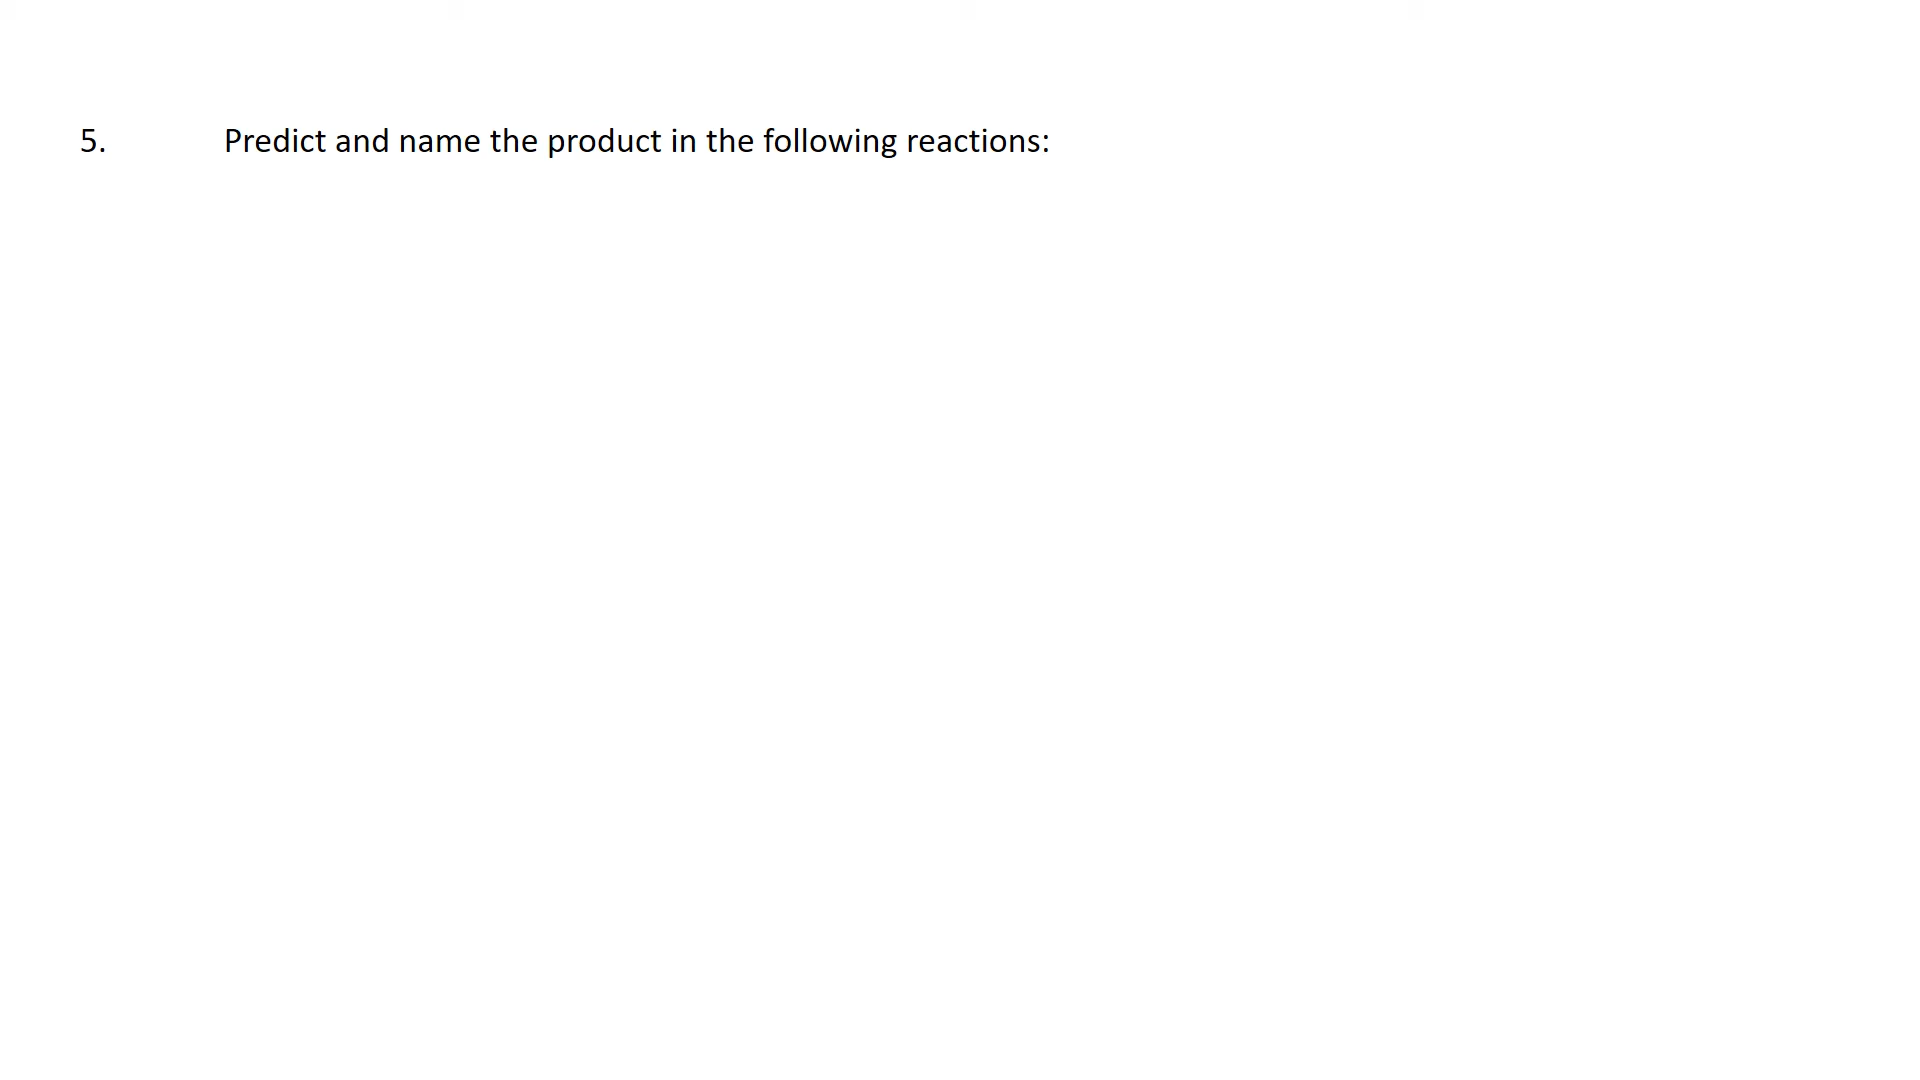 5. Predict and name the product in the following reactions: